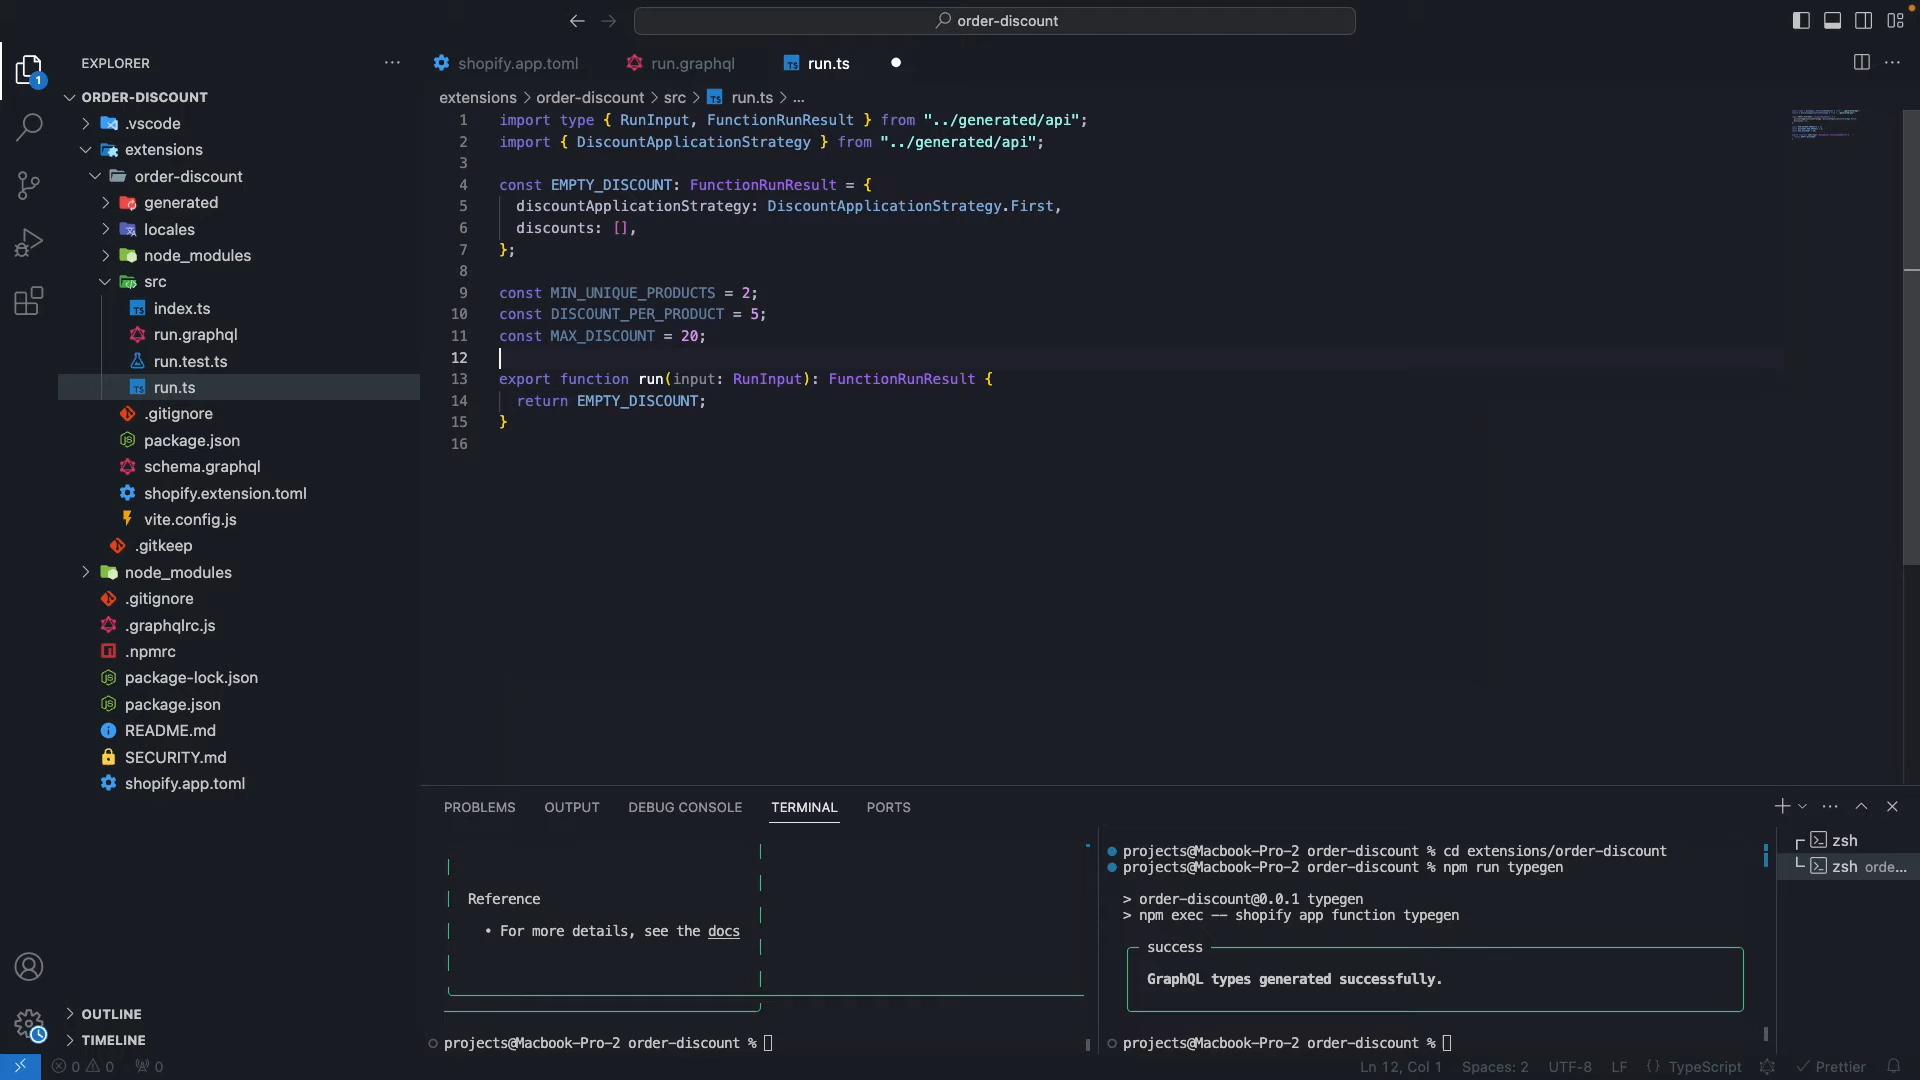 order-discount
EXPLORER
ORDER-DISCOUNT
.vscode
extensions
order-discount
generated
locales
node_modules
src
index.ts
run.graphql
run.test.ts
run.ts
.gitignore
package.json
schema.graphql
shopify.extension.toml
vite.config.js
.gitkeep
node_modules
.gitignore
.graphqlrc.js
.npmrc
package-lock.json
package.json
README.md
SECURITY.md
shopify.app.toml
OUTLINE
TIMELINE
shopify.app.toml run.graphql run.ts
extensions > order-discount > src > run.ts > ...
1 import type { RunInput, FunctionRunResult } from "../generated/api";
2 import { DiscountApplicationStrategy } from "../generated/api";
3
4 const EMPTY_DISCOUNT: FunctionRunResult = {
5 discountApplicationStrategy: DiscountApplicationStrategy.First,
6 discounts: [],
7 };
8
9 const MIN_UNIQUE_PRODUCTS = 2;
10 const DISCOUNT_PER_PRODUCT = 5;
11 const MAX_DISCOUNT = 20;
12
13 export function run(input: RunInput): FunctionRunResult {
14 return EMPTY_DISCOUNT;
15 }
16
PROBLEMS OUTPUT DEBUG CONSOLE TERMINAL PORTS
Reference
• For more details, see the docs
projects@Macbook-Pro-2 order-discount %
projects@Macbook-Pro-2 order-discount % cd extensions/order-discount
projects@Macbook-Pro-2 order-discount % npm run typegen
> order-discount@0.0.1 typegen
> npm exec -- shopify app function typegen
success
GraphQL types generated successfully.
projects@Macbook-Pro-2 order-discount %
zsh
zsh orde...
1
0 0 0
Ln 12, Col 1 Spaces: 2 UTF-8 LF {} TypeScript Prettier